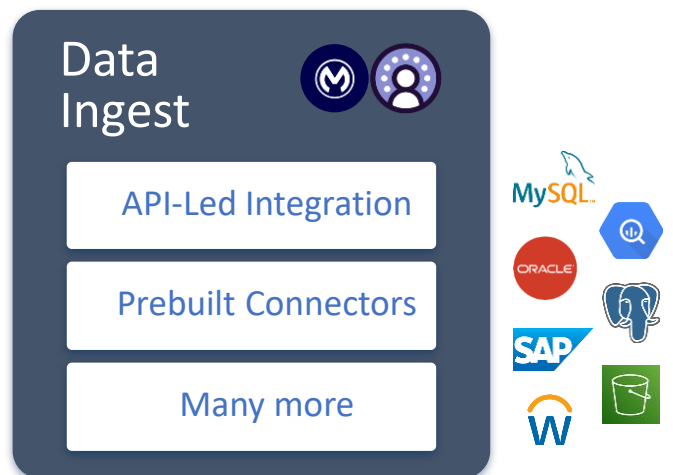 Data
Ingest
API-Led Integration
Prebuilt Connectors
Many more
MySQL
ORACLE
SAP